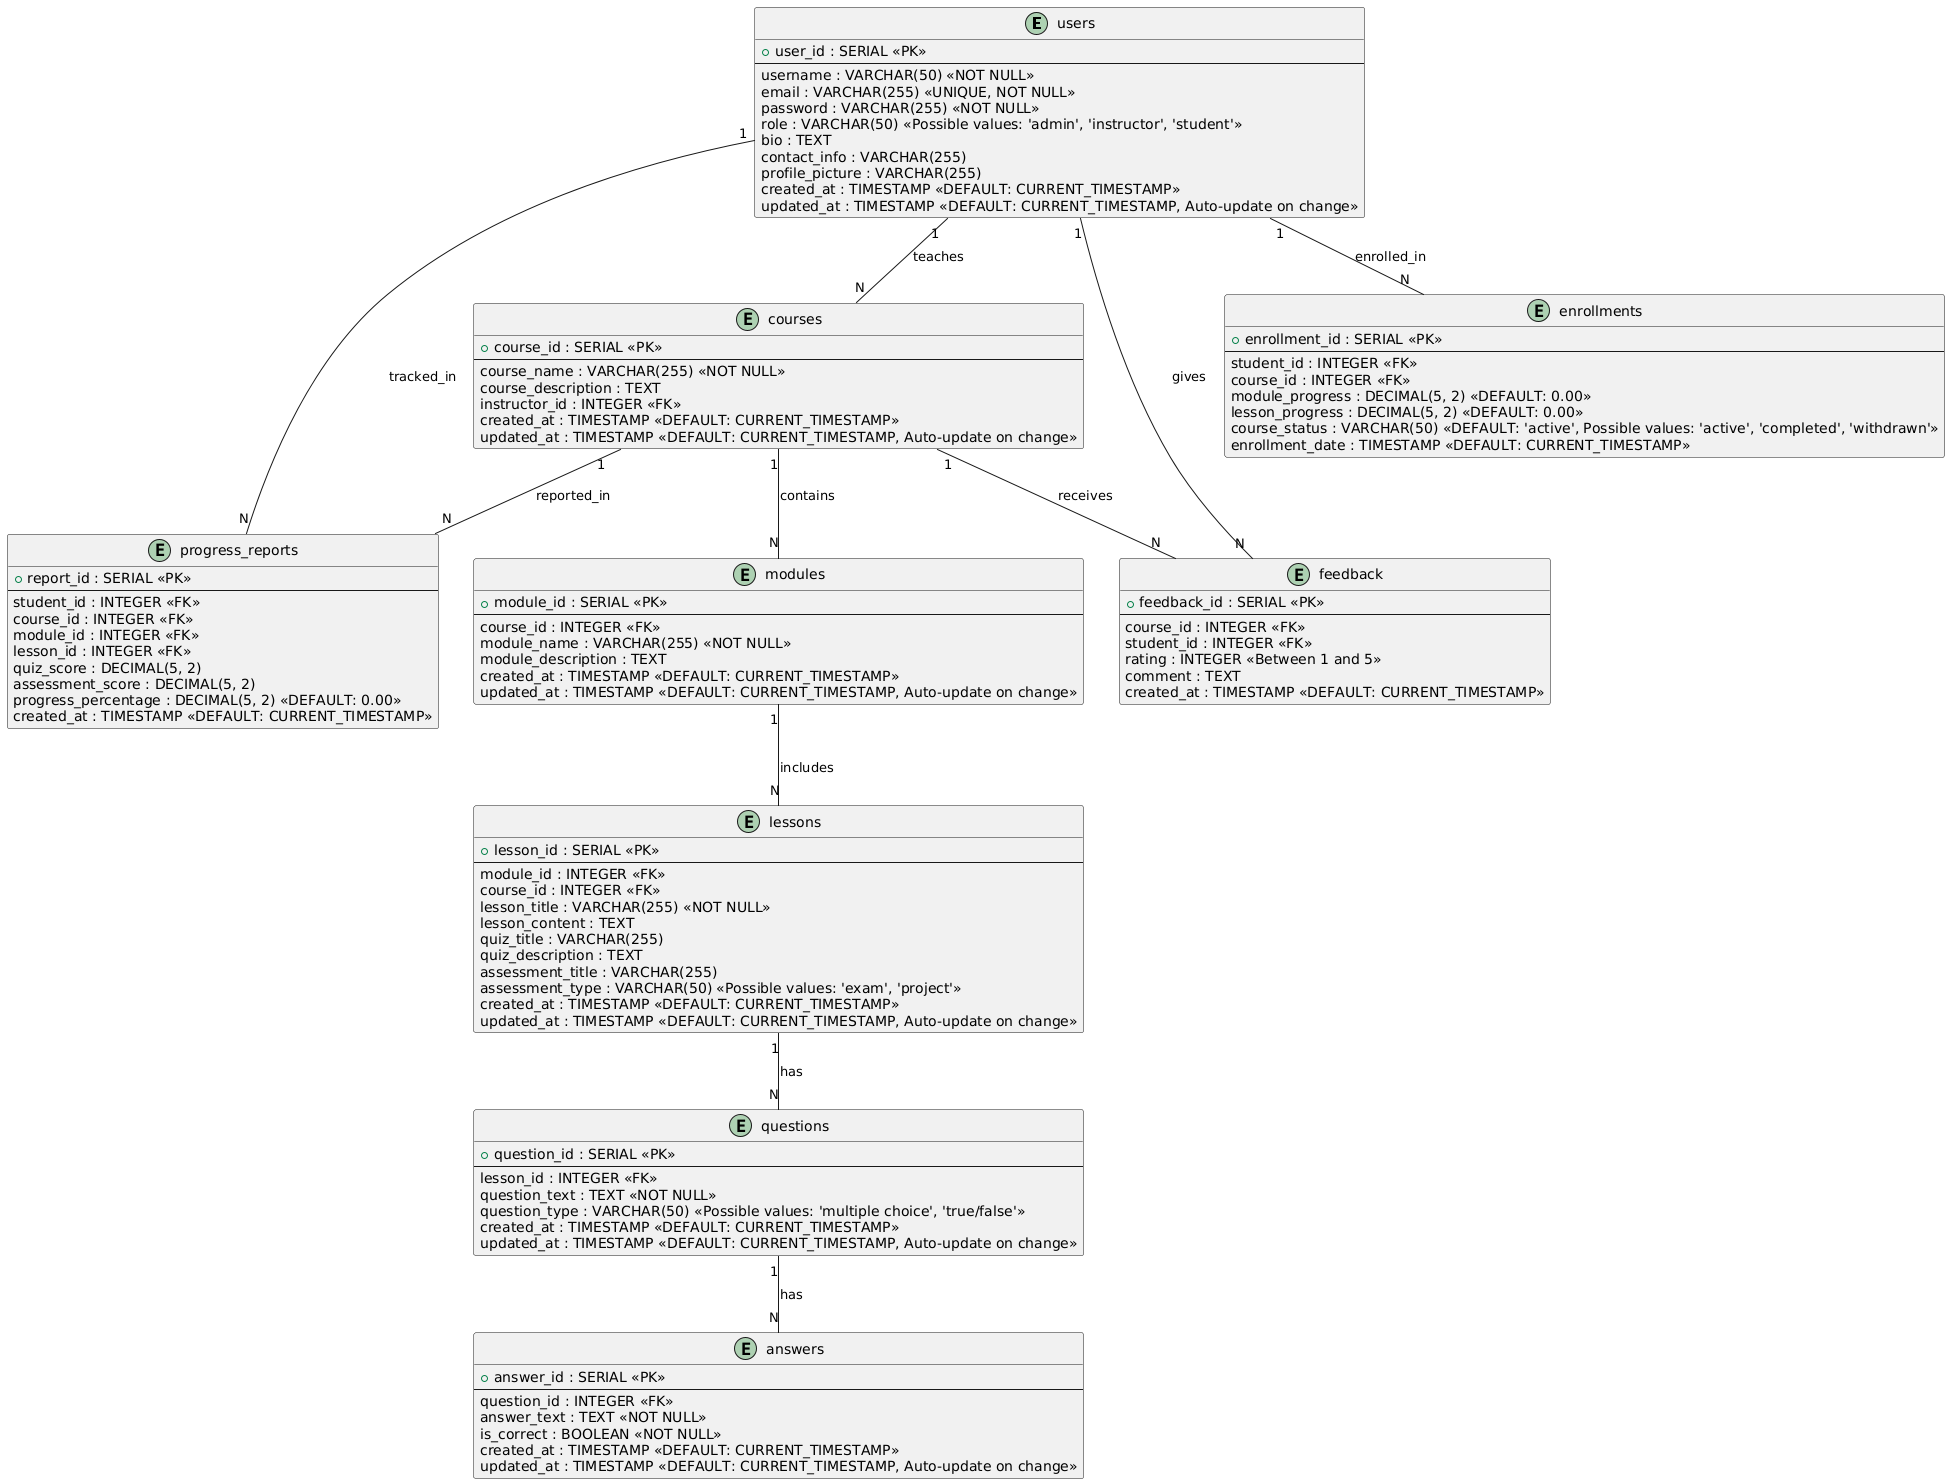 E users
user_id : SERIAL «PK»
username : VARCHAR(50) «NOT NULL»
email : VARCHAR(255) «UNIQUE, NOT NULL»
password : VARCHAR(255) «NOT NULL»
role : VARCHAR(50) «Possible values: 'admin', 'instructor', 'student'»
bio : TEXT
contact_info : VARCHAR(255)
profile_picture : VARCHAR(255)
created_at : TIMESTAMP «DEFAULT: CURRENT_TIMESTAMP»
updated_at : TIMESTAMP «DEFAULT: CURRENT_TIMESTAMP, Auto-update on change»
1
1
1
1
teaches
enrolled_in
N
N
tracked_in
gives
E courses
course_id : SERIAL «PK»
course_name : VARCHAR(255) «NOT NULL»
course_description : TEXT
instructor_id : INTEGER «FK»
created_at : TIMESTAMP «DEFAULT: CURRENT_TIMESTAMP»
updated_at : TIMESTAMP «DEFAULT: CURRENT_TIMESTAMP, Auto-update on change»
E enrollments
enrollment_id : SERIAL «PK»
student_id : INTEGER «FK»
course_id : INTEGER «FK»
module_progress : DECIMAL(5, 2) «DEFAULT: 0.00»
lesson_progress : DECIMAL(5, 2) «DEFAULT: 0.00»
course_status : VARCHAR(50) «DEFAULT: 'active', Possible values: 'active', 'completed', 'withdrawn'»
enrollment_date : TIMESTAMP «DEFAULT: CURRENT_TIMESTAMP»
1
1
1
reported_in
contains
receives
N
N
N
N
N
E progress_reports
report_id : SERIAL «PK»
student_id : INTEGER «FK»
course_id : INTEGER «FK»
module_id : INTEGER «FK»
lesson_id : INTEGER «FK»
quiz_score : DECIMAL(5, 2)
assessment_score : DECIMAL(5, 2)
progress_percentage : DECIMAL(5, 2) «DEFAULT: 0.00»
created_at : TIMESTAMP «DEFAULT: CURRENT_TIMESTAMP»
E modules
module_id : SERIAL «PK»
course_id : INTEGER «FK»
module_name : VARCHAR(255) «NOT NULL»
module_description : TEXT
created_at : TIMESTAMP «DEFAULT: CURRENT_TIMESTAMP»
updated_at : TIMESTAMP «DEFAULT: CURRENT_TIMESTAMP, Auto-update on change»
E feedback
feedback_id : SERIAL «PK»
course_id : INTEGER «FK»
student_id : INTEGER «FK»
rating : INTEGER «Between 1 and 5»
comment : TEXT
created_at : TIMESTAMP «DEFAULT: CURRENT_TIMESTAMP»
1
includes
N
E lessons
lesson_id : SERIAL «PK»
module_id : INTEGER «FK»
course_id : INTEGER «FK»
lesson_title : VARCHAR(255) «NOT NULL»
lesson_content : TEXT
quiz_title : VARCHAR(255)
quiz_description : TEXT
assessment_title : VARCHAR(255)
assessment_type : VARCHAR(50) «Possible values: 'exam', 'project'»
created_at : TIMESTAMP «DEFAULT: CURRENT_TIMESTAMP»
updated_at : TIMESTAMP «DEFAULT: CURRENT_TIMESTAMP, Auto-update on change»
1
has
N
E questions
question_id : SERIAL «PK»
lesson_id : INTEGER «FK»
question_text : TEXT «NOT NULL»
question_type : VARCHAR(50) «Possible values: 'multiple choice', 'true/false'»
created_at : TIMESTAMP «DEFAULT: CURRENT_TIMESTAMP»
updated_at : TIMESTAMP «DEFAULT: CURRENT_TIMESTAMP, Auto-update on change»
1
has
N
E answers
answer_id : SERIAL «PK»
question_id : INTEGER «FK»
answer_text : TEXT «NOT NULL»
is_correct : BOOLEAN «NOT NULL»
created_at : TIMESTAMP «DEFAULT: CURRENT_TIMESTAMP»
updated_at : TIMESTAMP «DEFAULT: CURRENT_TIMESTAMP, Auto-update on change»